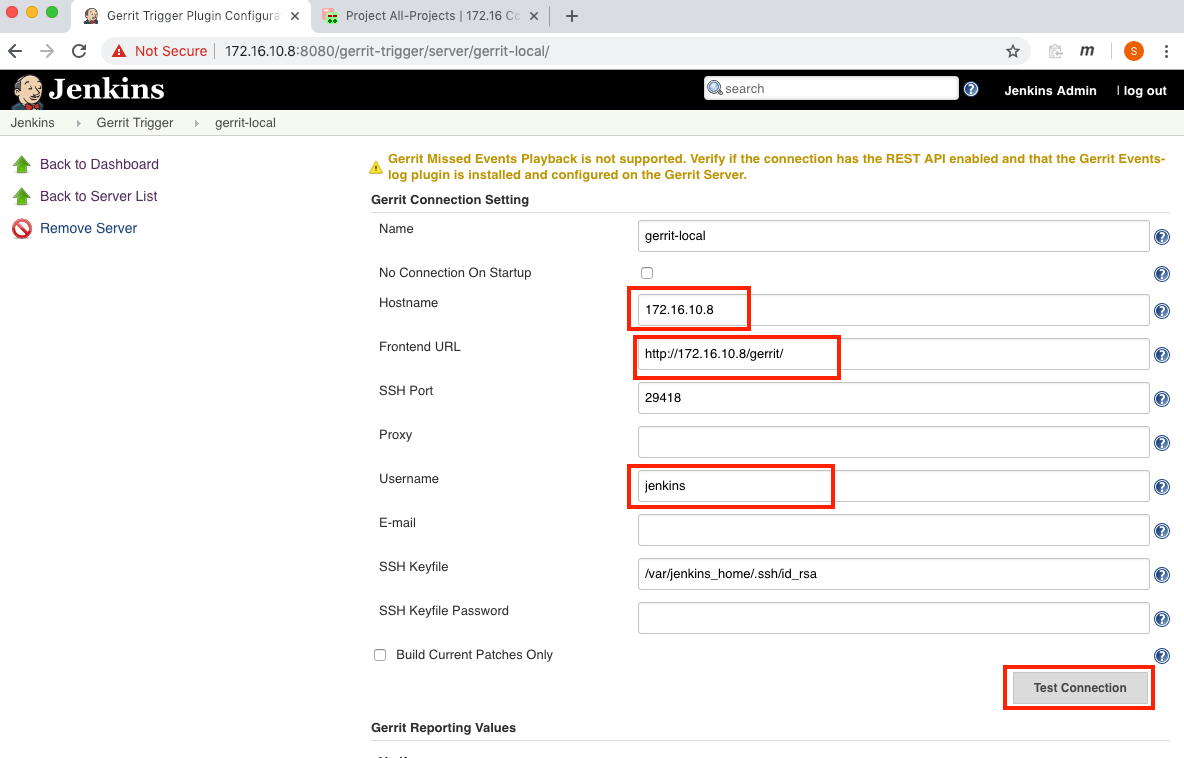 Gerrit Trigger Plugin Configura
Project All-Projects | 172.16 Co
Not Secure
172.16.10.8:8080/gerrit-trigger/server/gerrit-local/
m
S
Jenkins
search
Jenkins Admin
| log out
Jenkins
Gerrit Trigger
gerrit-local
Back to Dashboard
Back to Server List
Remove Server
Gerrit Missed Events Playback is not supported. Verify if the connection has the REST API enabled and that the Gerrit Events-
log plugin is installed and configured on the Gerrit Server.
Gerrit Connection Setting
Name
gerrit-local
No Connection On Startup
Hostname
172.16.10.8
Frontend URL
http://172.16.10.8/gerrit/
SSH Port
29418
Proxy
Username
jenkins
E-mail
SSH Keyfile
/var/jenkins_home/.ssh/id_rsa
SSH Keyfile Password
Build Current Patches Only
Test Connection
Gerrit Reporting Values